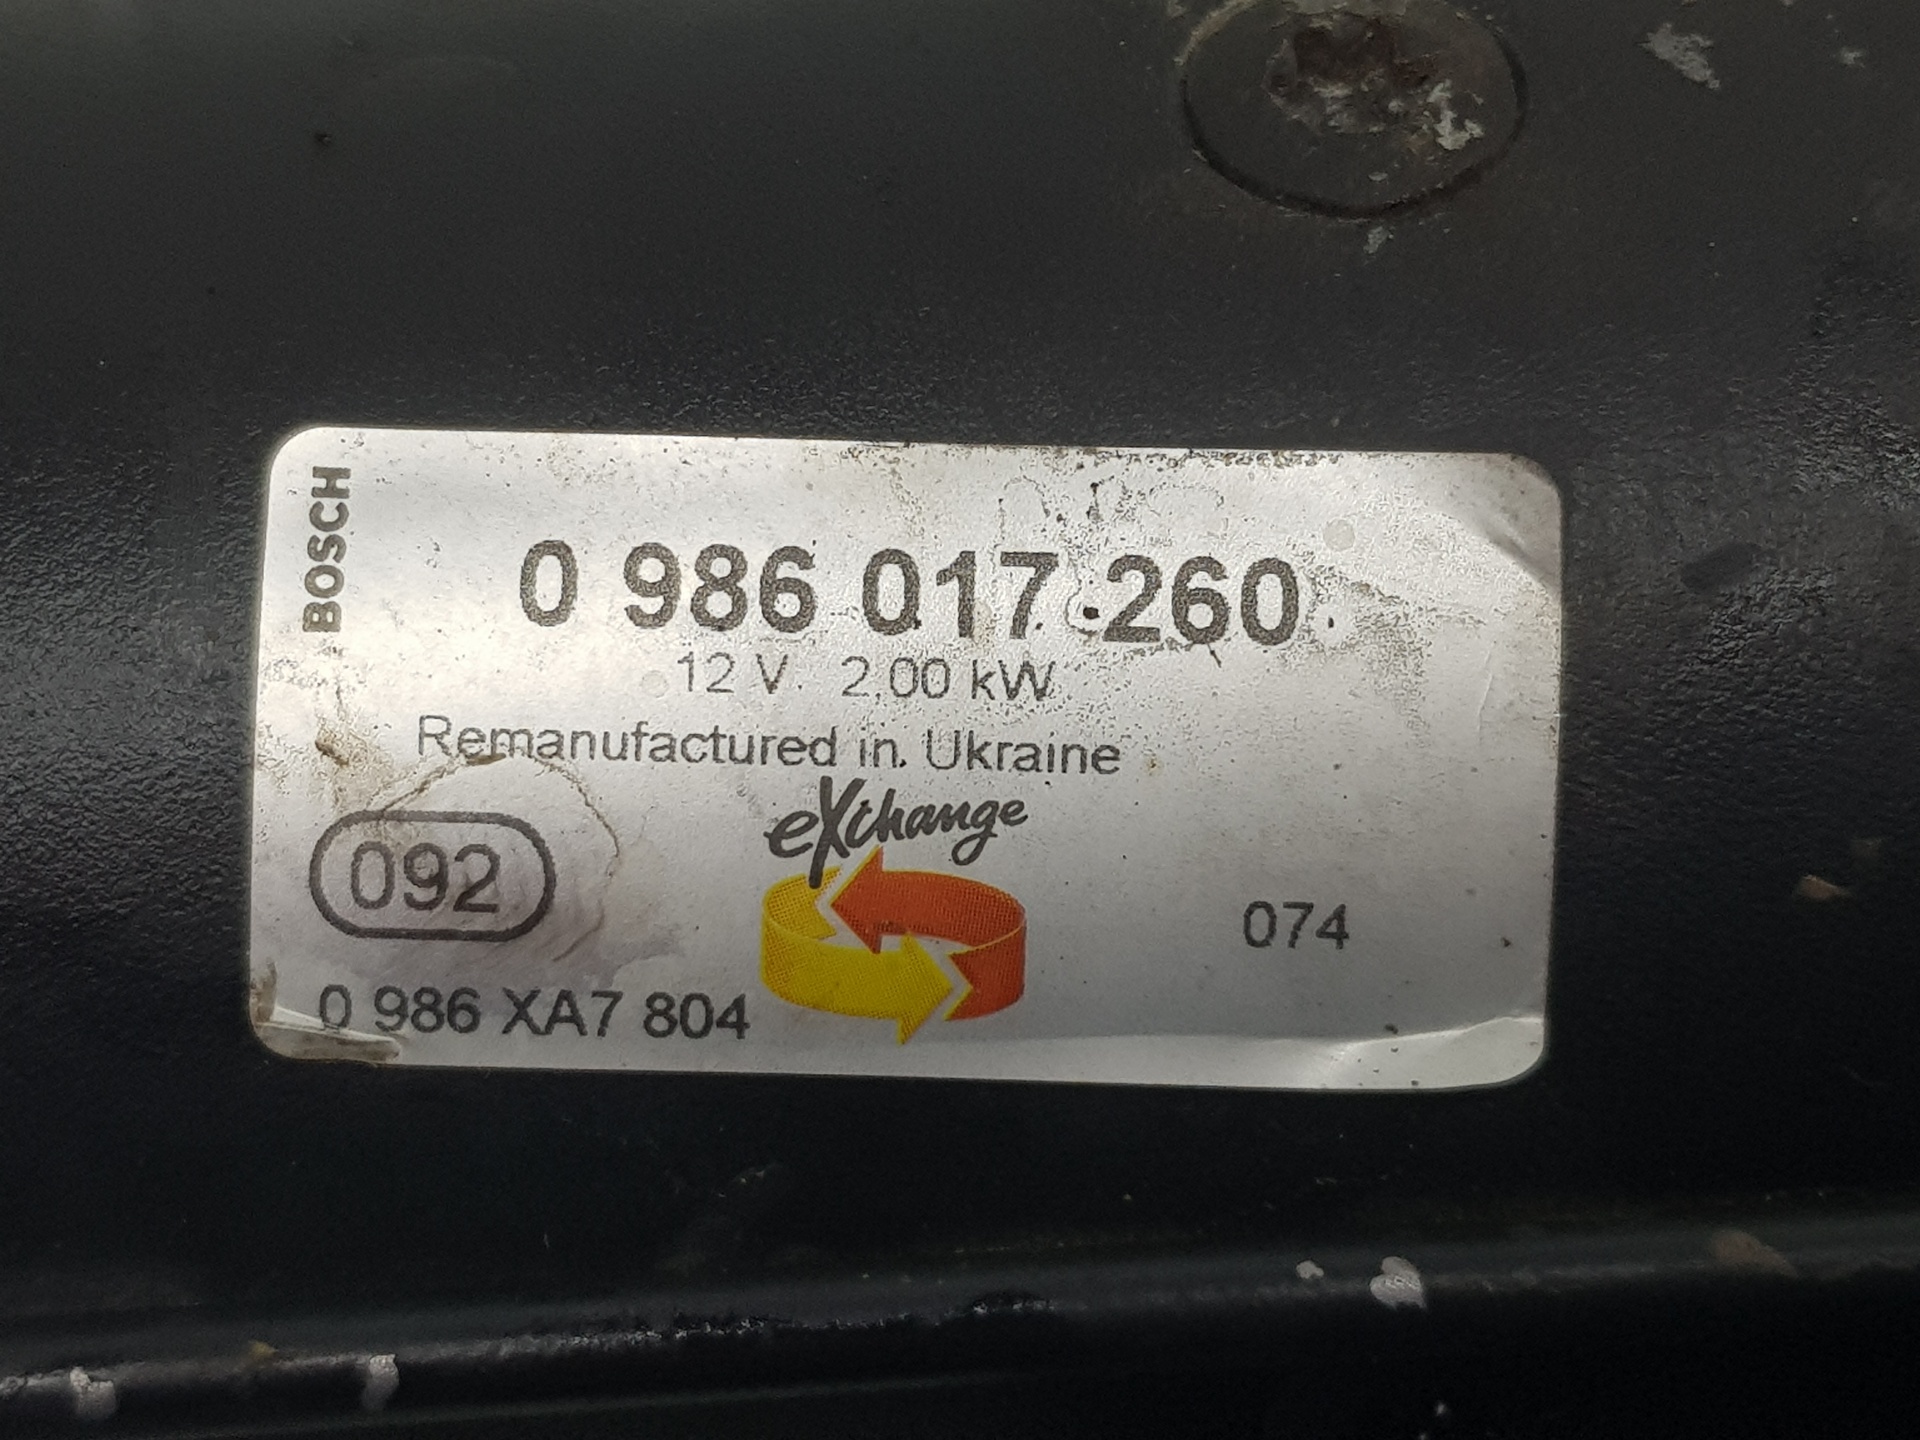 BOSCH
0 986 017 260
12 V 2,00 kW
Remanufactured in Ukraine
eXchange
092
074
0 986 XA7 804